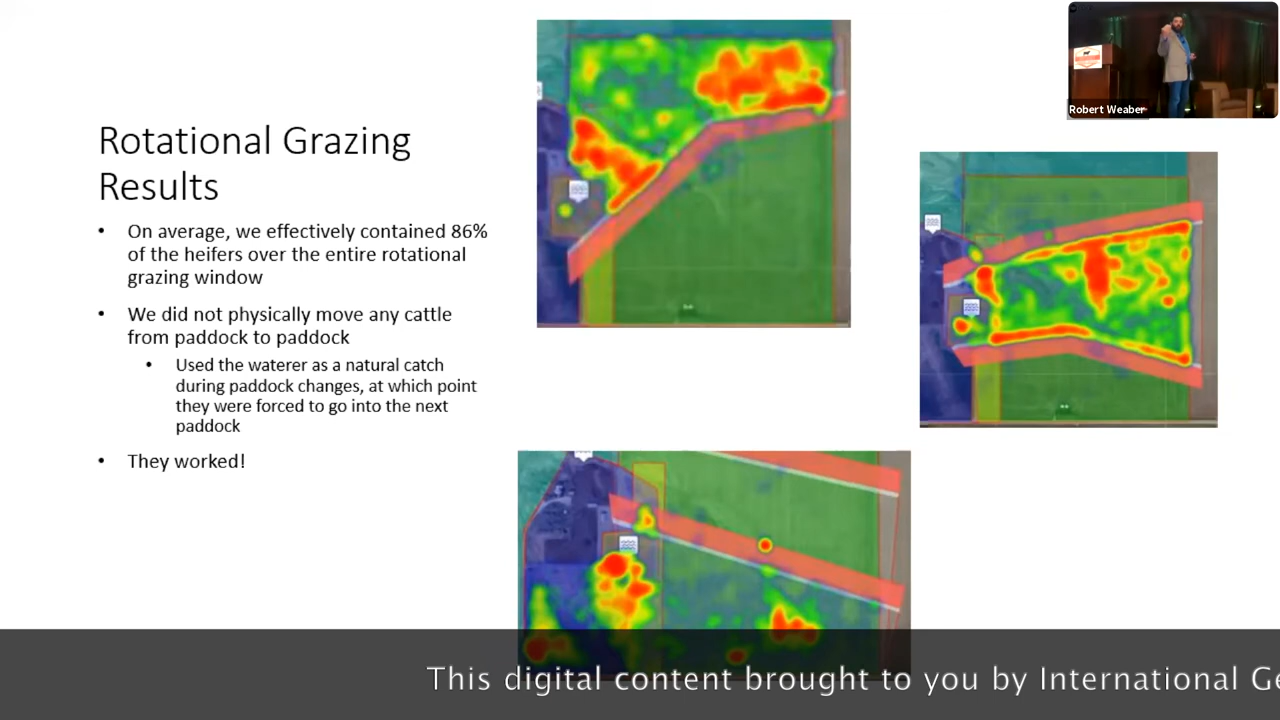 Rotational Grazing
Results
• On average, we effectively contained 86%
of the heifers over the entire rotational
grazing window
• We did not physically move any cattle
from paddock to paddock
• Used the waterer as a natural catch
during paddock changes, at which point
they were forced to go into the next
paddock
• They worked!
Robert Weaber
This digital content brought to you by International Ge